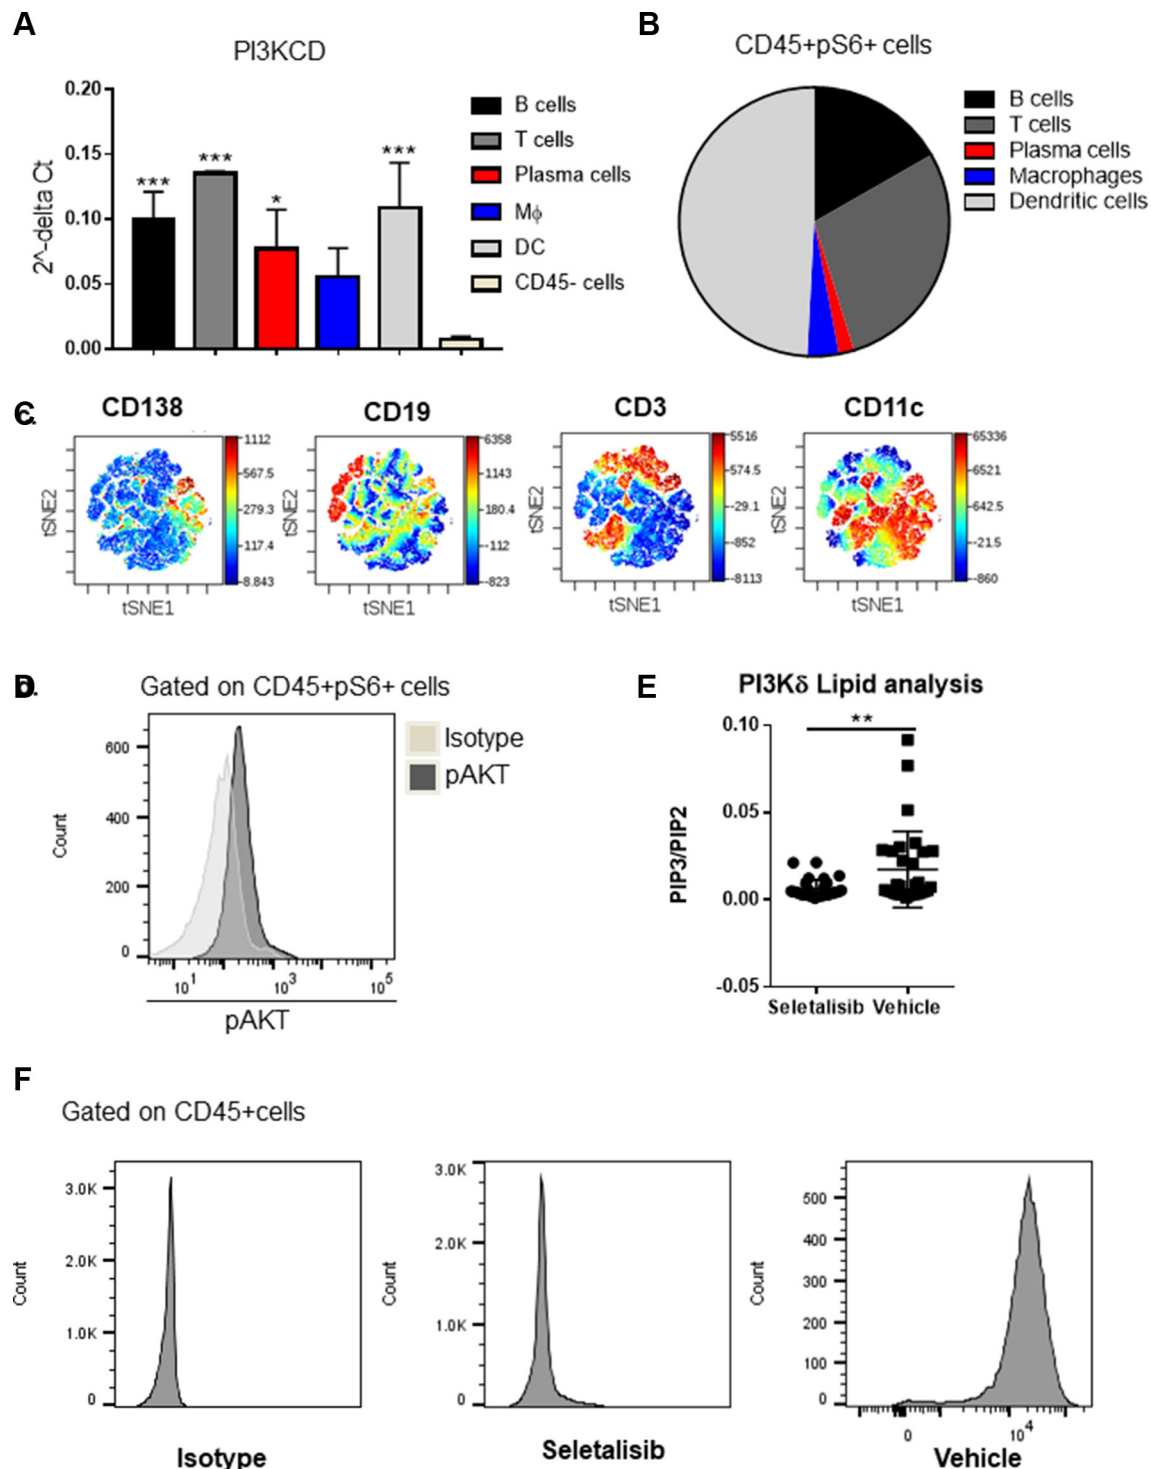 A
PI3KCD
0.20
0.15
0.10
0.05
0.00
2^-delta Ct
***
***
*
***
B cells
T cells
Plasma cells
Mϕ
DC
CD45- cells
B
CD45+pS6+ cells
B cells
T cells
Plasma cells
Macrophages
Dendritic cells
C.
CD138
1112
567.5
279.3
117.4
-8.843
tSNE2
tSNE1
CD19
6358
1143
180.4
-112
-823
tSNE2
tSNE1
CD3
5516
574.5
-29.1
-852
-8113
tSNE2
tSNE1
CD11c
65336
6521
642.5
-21.5
-860
tSNE2
tSNE1
D.
Gated on CD45+pS6+ cells
600
400
200
0
Count
10^1
10^3
10^5
pAKT
Isotype
pAKT
E
PI3Kδ Lipid analysis
**
0.10
0.05
0.00
-0.05
PIP3/PIP2
Seletalisib Vehicle
F
Gated on CD45+cells
3.0K
2.0K
1.0K
0
Count
Isotype
3.0K
2.0K
1.0K
0
Count
Seletalisib
500
400
300
200
100
0
Count
0
10^4
Vehicle